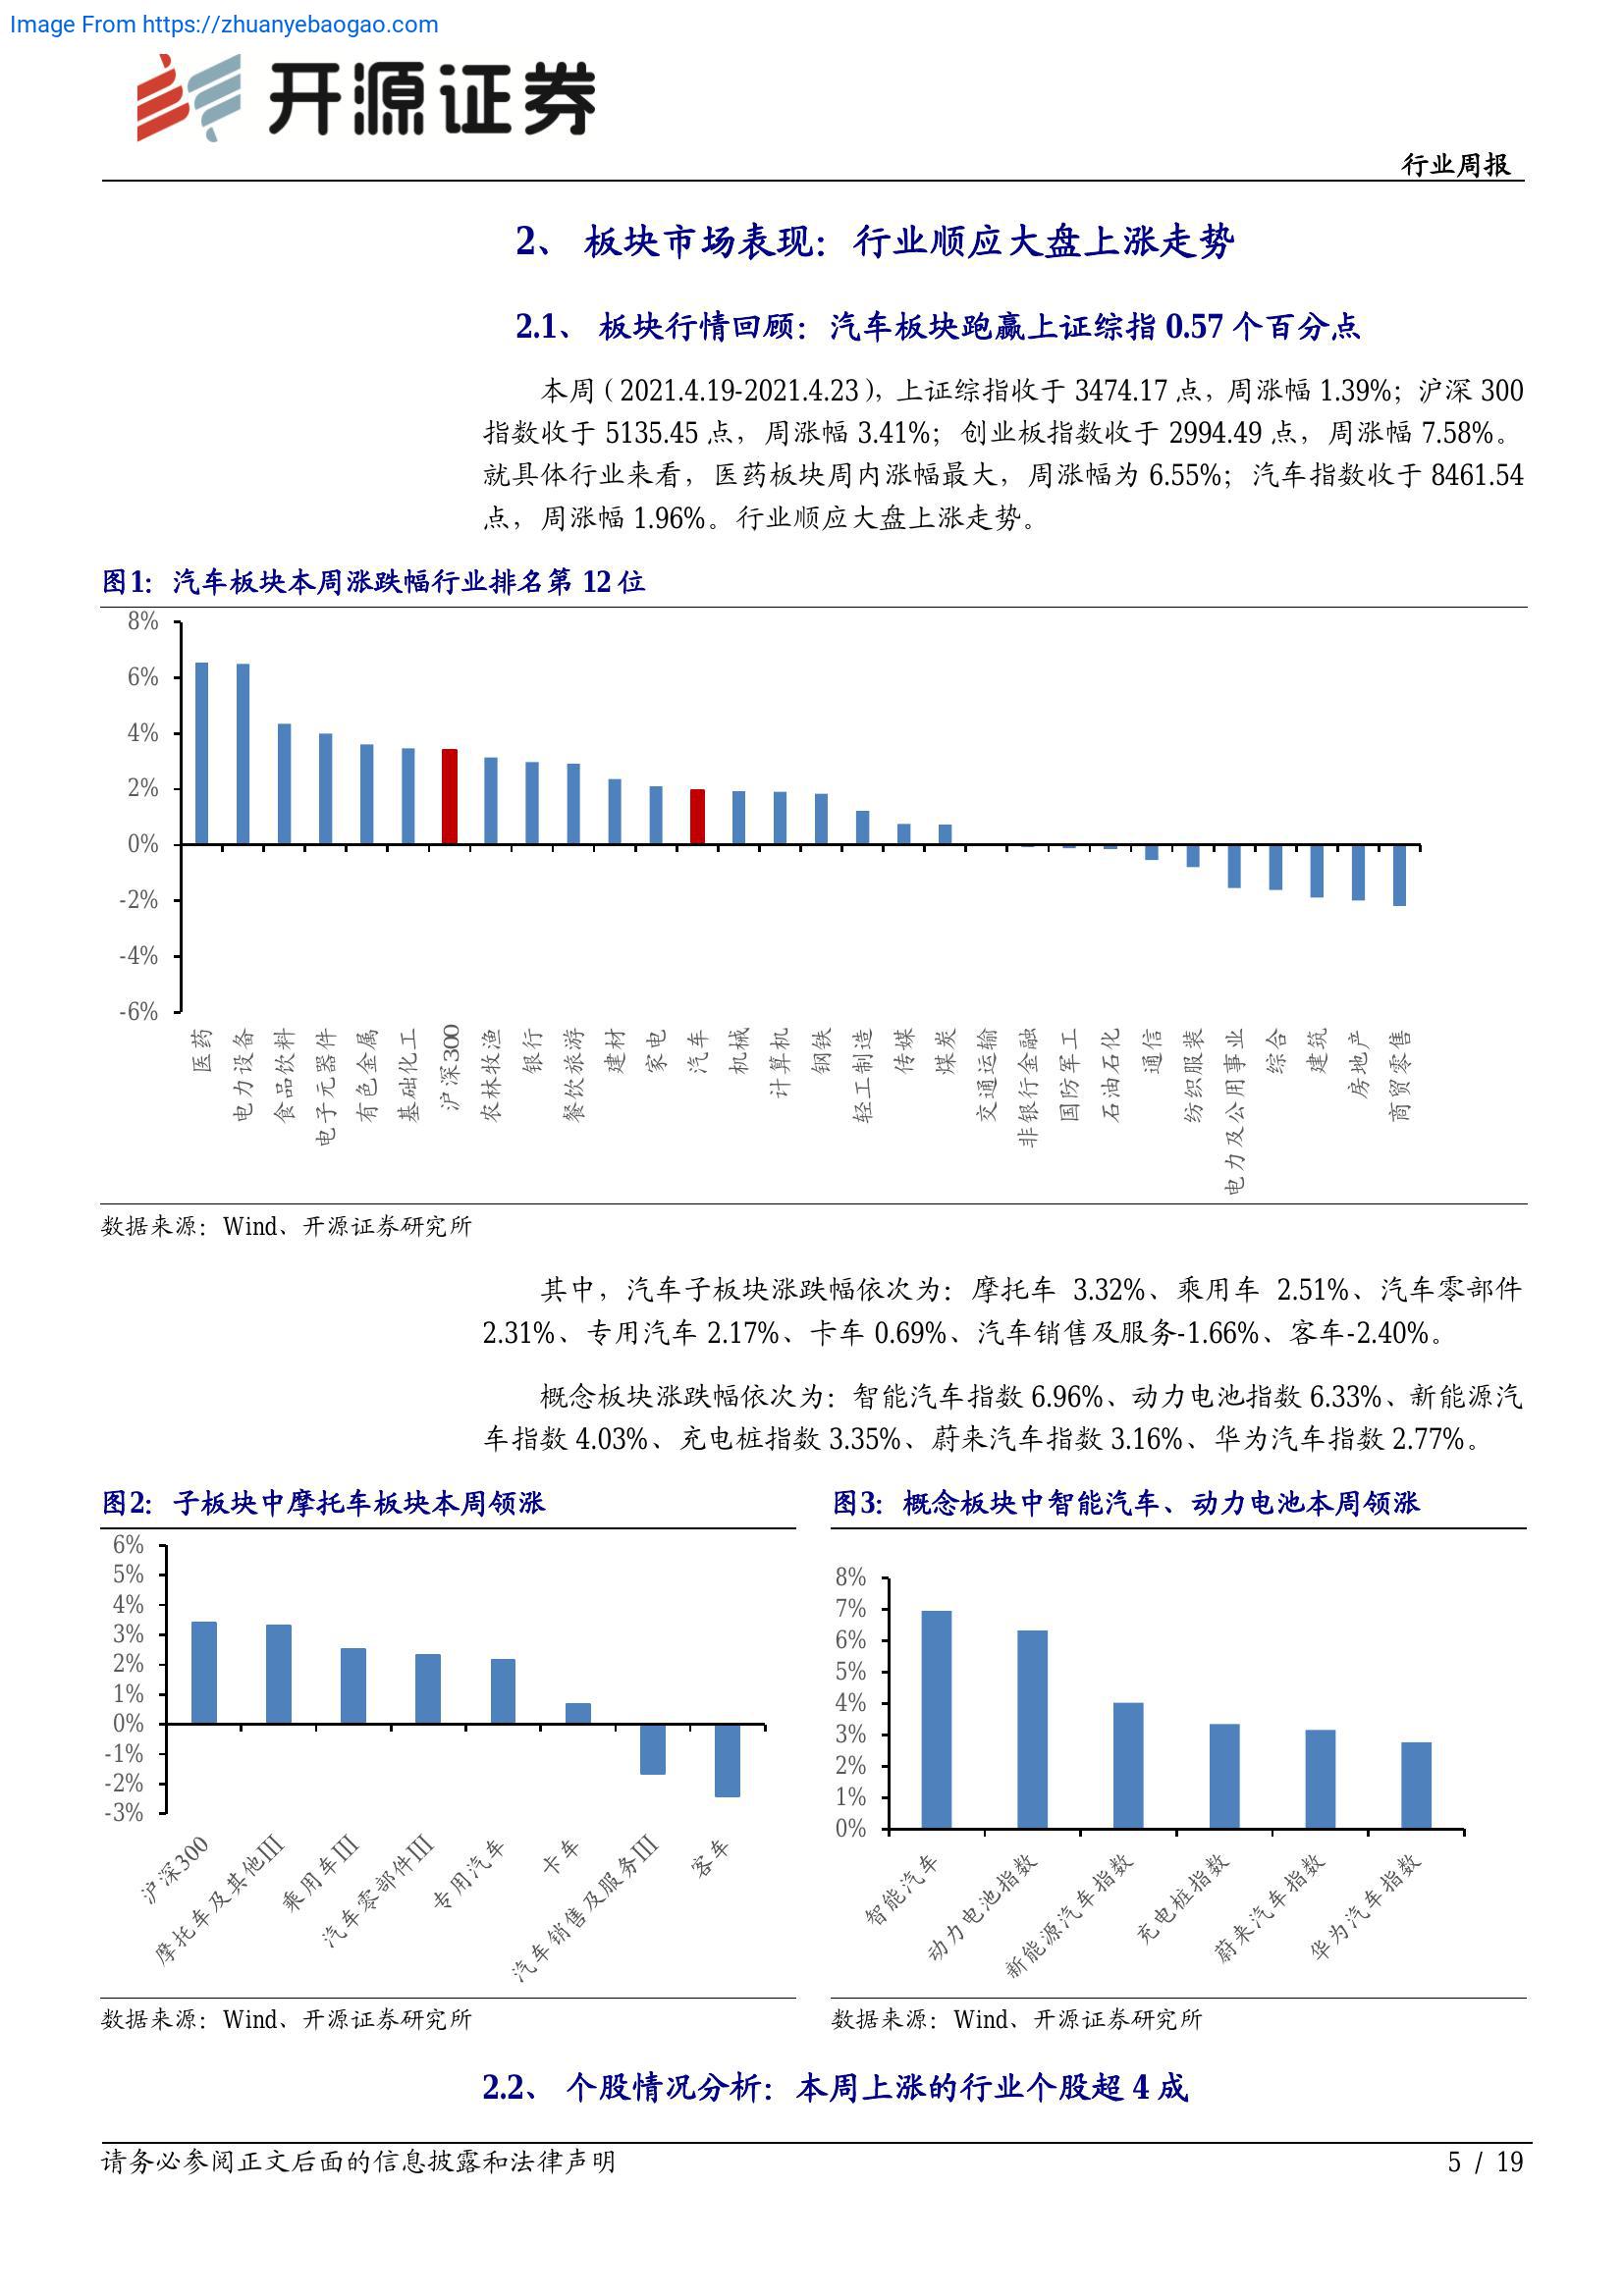 Image From https://zhuanyebaogao.com
开源证券
行业周报
2、 板块市场表现：行业顺应大盘上涨走势
2.1、 板块行情回顾：汽车板块跑赢上证综指 0.57 个百分点
本周（2021.4.19-2021.4.23），上证综指收于 3474.17 点，周涨幅 1.39%；沪深 300
指数收于 5135.45 点，周涨幅 3.41%；创业板指数收于 2994.49 点，周涨幅 7.58%。
就具体行业来看，医药板块周内涨幅最大，周涨幅为 6.55%；汽车指数收于 8461.54
点，周涨幅 1.96%。行业顺应大盘上涨走势。
图1：汽车板块本周涨跌幅行业排名第 12 位
8%
6%
4%
2%
0%
-2%
-4%
-6%
医药
电力设备
食品饮料
电子元器件
有色金属
基础化工
沪深300
农林牧渔
银行
餐饮旅游
建材
家电
汽车
机械
计算机
钢铁
轻工制造
传媒
煤炭
交通运输
非银行金融
国防军工
石油石化
通信
纺织服装
电力及公用事业
综合
建筑
房地产
商贸零售
数据来源：Wind、开源证券研究所
其中，汽车子板块涨跌幅依次为：摩托车 3.32%、乘用车 2.51%、汽车零部件
2.31%、专用汽车 2.17%、卡车 0.69%、汽车销售及服务-1.66%、客车-2.40%。
概念板块涨跌幅依次为：智能汽车指数 6.96%、动力电池指数 6.33%、新能源汽
车指数 4.03%、充电桩指数 3.35%、蔚来汽车指数 3.16%、华为汽车指数 2.77%。
图2：子板块中摩托车板块本周领涨
6%
5%
4%
3%
2%
1%
0%
-1%
-2%
-3%
沪深300
摩托车及其他III
乘用车III
汽车零部件III
专用汽车
卡车
汽车销售及服务III
客车
数据来源：Wind、开源证券研究所
图3：概念板块中智能汽车、动力电池本周领涨
8%
7%
6%
5%
4%
3%
2%
1%
0%
智能汽车
动力电池指数
新能源汽车指数
充电桩指数
蔚来汽车指数
华为汽车指数
数据来源：Wind、开源证券研究所
2.2、 个股情况分析：本周上涨的行业个股超 4 成
请务必参阅正文后面的信息披露和法律声明
5 / 19